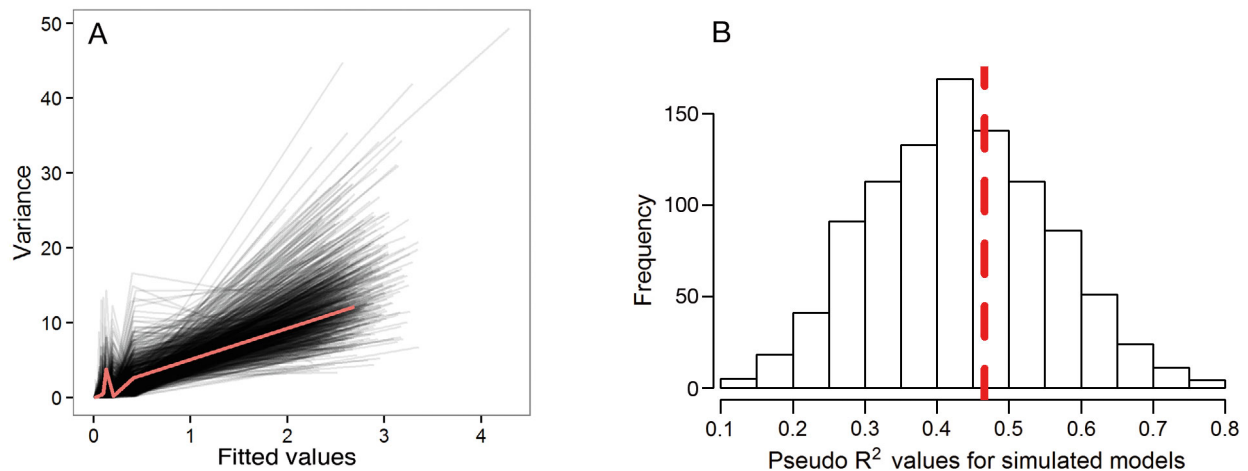 A
50
40
30
20
10
0
Variance
0 1 2 3 4
Fitted values
B
150
100
50
0
Frequency
0.1 0.2 0.3 0.4 0.5 0.6 0.7 0.8
Pseudo R² values for simulated models